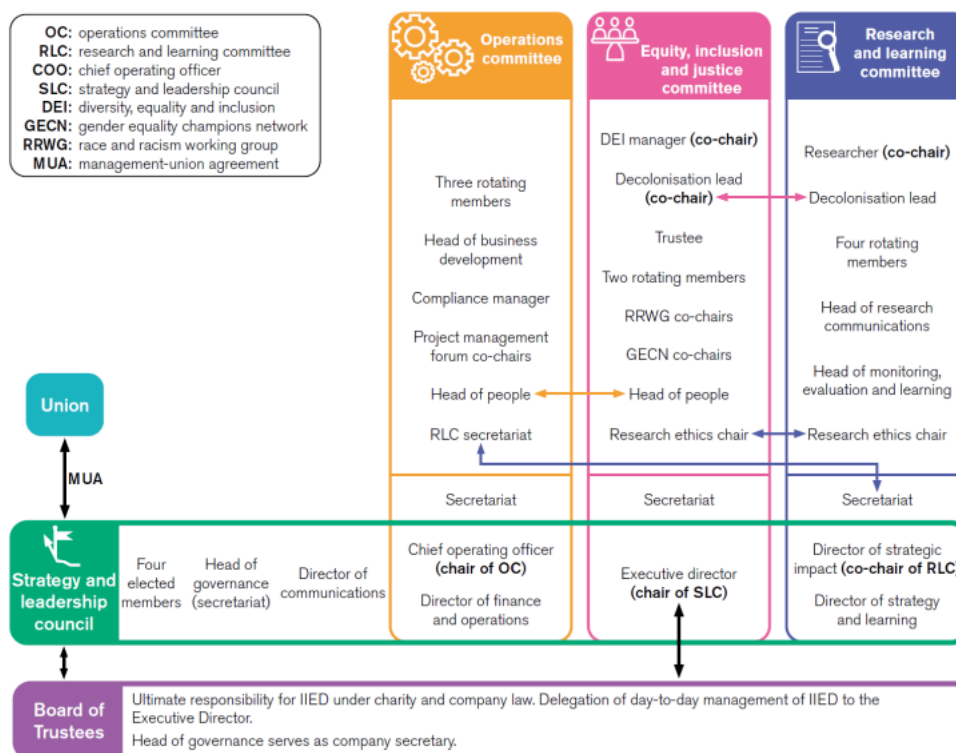 OC: operations committee
RLC: research and learning committee
COO: chief operating officer
SLC: strategy and leadership council
DEI: diversity, equality and inclusion
GECN: gender equality champions network
RRWG: race and racism working group
MUA: management-union agreement
Operations
committee
Three rotating
members
Head of business
development
Compliance manager
Project management
forum co-chairs
Head of people
RLC secretariat
Secretariat
Chief operating officer
(chair of OC)
Director of finance
and operations
Equity, inclusion
and justice
committee
DEI manager (co-chair)
Decolonisation lead
(co-chair)
Trustee
Two rotating members
RRWG co-chairs
GECN co-chairs
Head of people
Research ethics chair
Secretariat
Executive director
(chair of SLC)
Research
and learning
committee
Researcher (co-chair)
Decolonisation lead
Four rotating
members
Head of research
communications
Head of monitoring,
evaluation and learning
Research ethics chair
Secretariat
Director of strategic
impact (co-chair of RLC)
Director of strategy
and learning
Union
MUA
Strategy and
leadership
council
Four
elected
members
Head of
governance
(secretariat)
Director of
communications
Board of
Trustees
Ultimate responsibility for IIED under charity and company law. Delegation of day-to-day management of IIED to the
Executive Director.
Head of governance serves as company secretary.